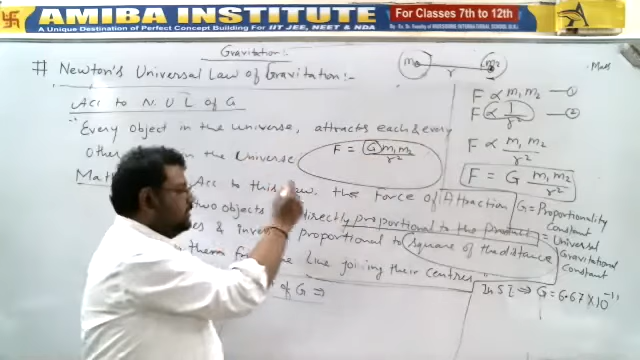 AMIBA INSTITUTE
A Unique Destination of Perfect Concept Building For IIT JEE, NEET & NDA
For Classes 7th to 12th
Gravitation:-
# Newton's Universal Law of Gravitation:-
Acc to N.U.L of G
"Every object in the universe, attracts each & every
other in the universe
F = G m1m2/r²
Acc to this law. the force of Attraction
two objects directly proportional to the product
& proportional to square of the distance
them the line joining their centres
of G ⇒
m1 r m2
Mass
F ∝ m1m2 —①
F ∝ 1/r² —②
F ∝ m1m2/r²
F = G m1m2/r²
G = Proportionality
Constant
= Universal
Gravitational
Constant
In SI ⇒ G = 6.67 × 10⁻¹¹